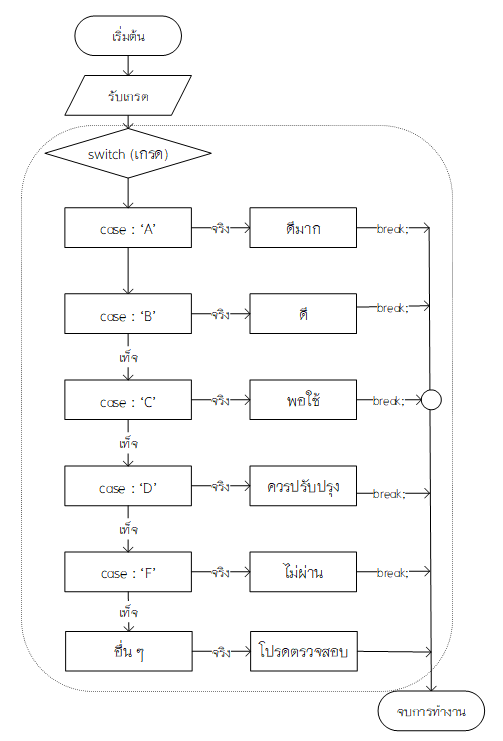 เริ่มต้น
รับเกรด
switch (เกรด)
case : ‘A’ จริง ดีมาก break;
case : ‘B’ จริง ดี break;
เท็จ
case : ‘C’ จริง พอใช้ break;
เท็จ
case : ‘D’ จริง ควรปรับปรุง break;
เท็จ
case : ‘F’ จริง ไม่ผ่าน break;
เท็จ
อื่น ๆ จริง โปรดตรวจสอบ
จบการทำงาน